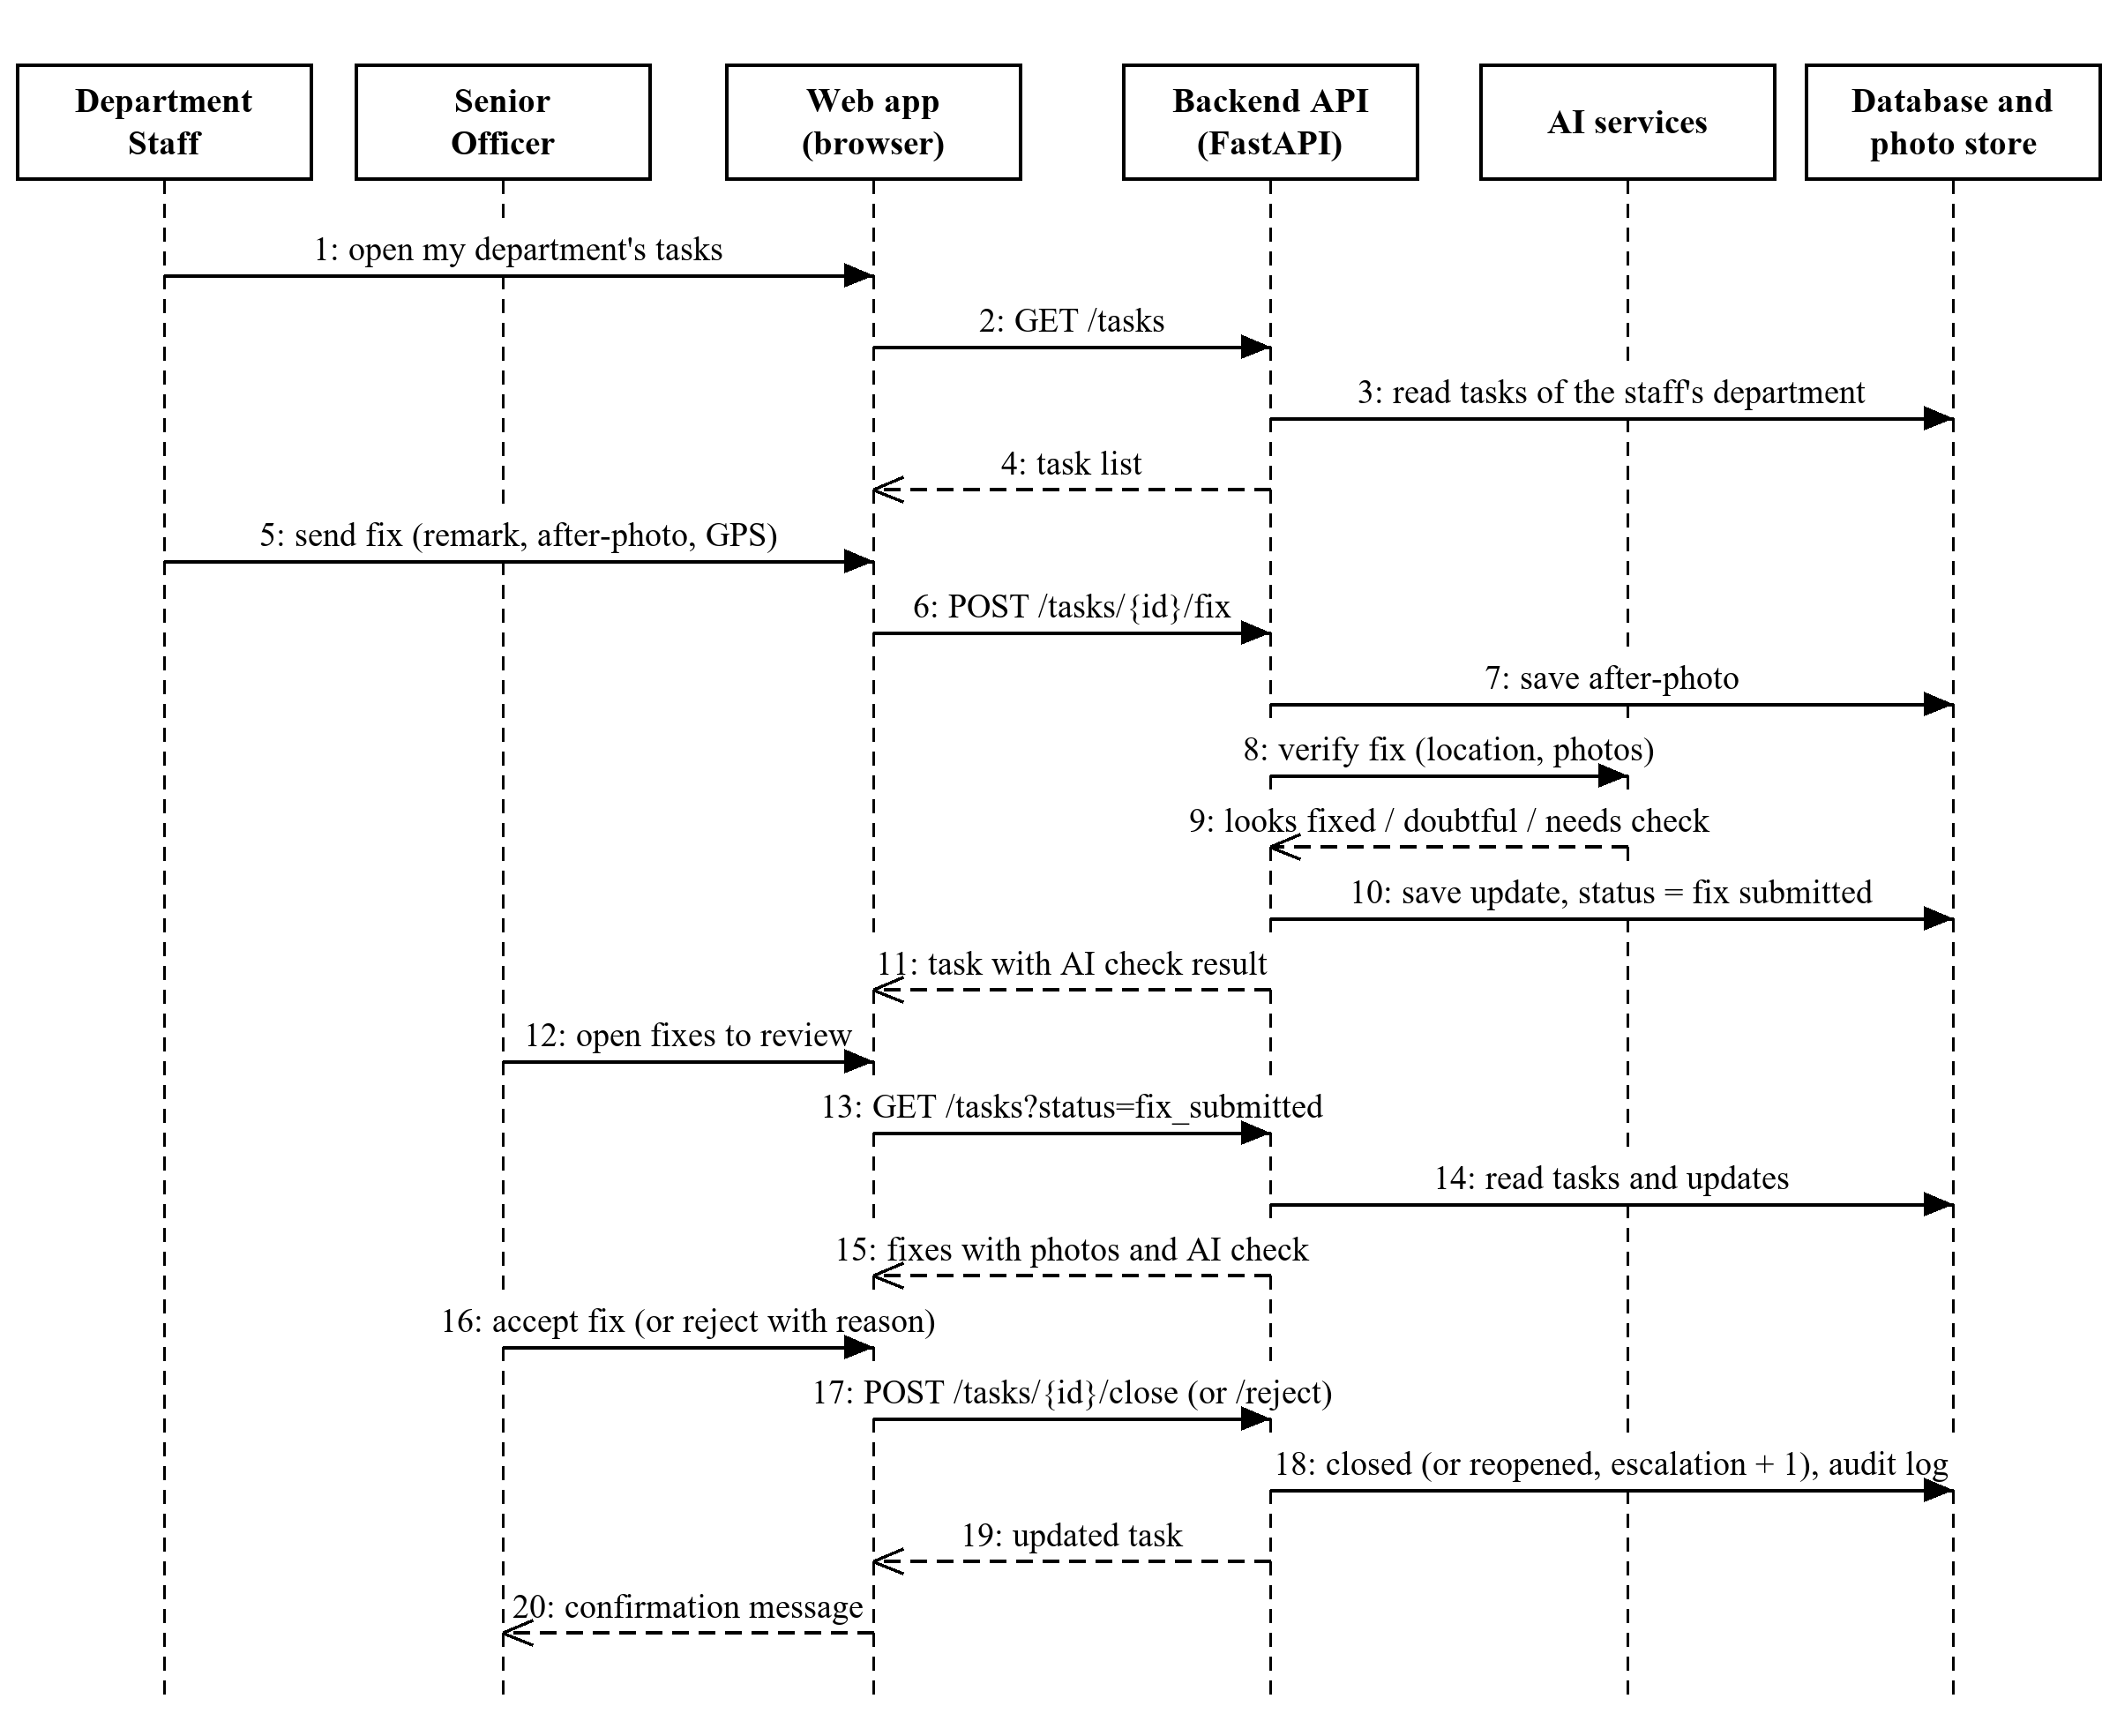 Department
Staff
Senior
Officer
Web app
(browser)
Backend API
(FastAPI)
AI services
Database and
photo store
1: open my department's tasks
2: GET /tasks
3: read tasks of the staff's department
4: task list
5: send fix (remark, after-photo, GPS)
6: POST /tasks/{id}/fix
7: save after-photo
8: verify fix (location, photos)
9: looks fixed / doubtful / needs check
10: save update, status = fix submitted
11: task with AI check result
12: open fixes to review
13: GET /tasks?status=fix_submitted
14: read tasks and updates
15: fixes with photos and AI check
16: accept fix (or reject with reason)
17: POST /tasks/{id}/close (or /reject)
18: closed (or reopened, escalation + 1), audit log
19: updated task
20: confirmation message